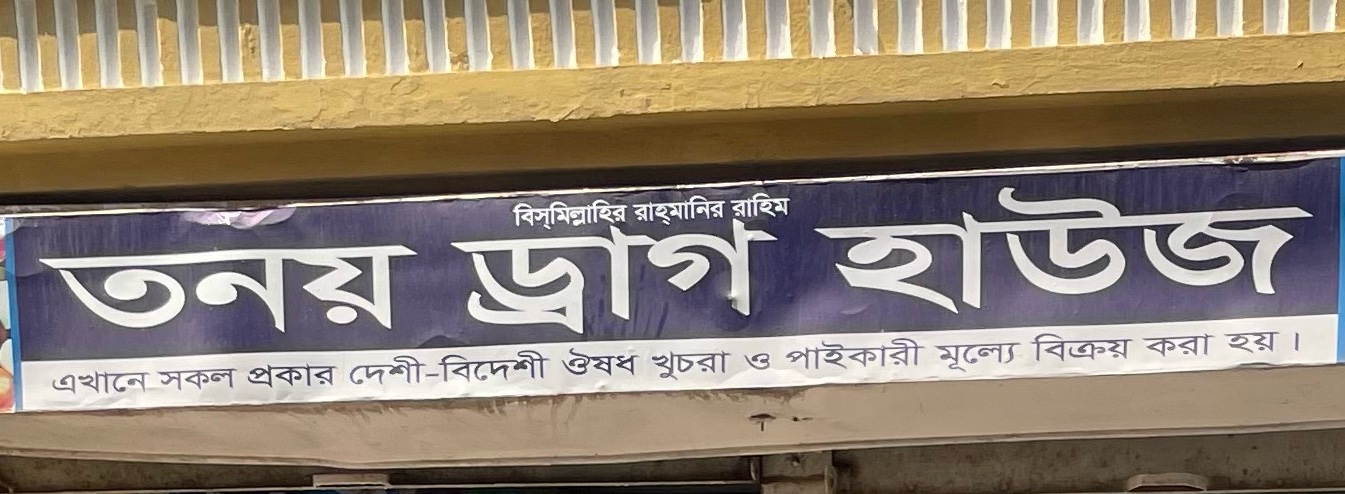 বিস্‌মিল্লাহির রাহ্‌মানির রাহিম
তনয় ড্রাগ হাউজ
এখানে সকল প্রকার দেশী-বিদেশী ঔষধ খুচরা ও পাইকারী মূল্যে বিক্রয় করা হয়।